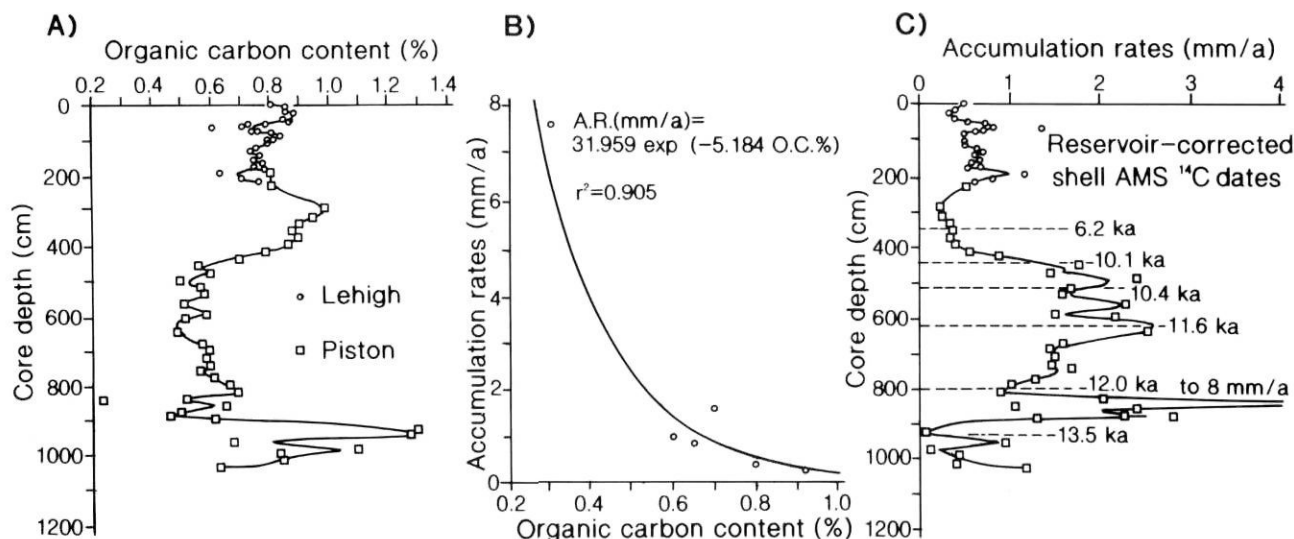 A)
Organic carbon content (%)
0.2 0.4 0.6 0.8 1.0 1.2 1.4
0
200
400
600
800
1000
1200
Core depth (cm)
Lehigh
Piston
B)
8
6
4
2
0
Accumulation rates (mm/a)
A.R.(mm/a)=
31.959 exp (-5.184 O.C.%)
r²=0.905
0.2 0.4 0.6 0.8 1.0
Organic carbon content (%)
C)
Accumulation rates (mm/a)
0 1 2 3 4
0
200
400
600
800
1000
1200
Core depth (cm)
Reservoir-corrected
shell AMS ¹⁴C dates
6.2 ka
10.1 ka
10.4 ka
11.6 ka
12.0 ka
to 8 mm/a
13.5 ka